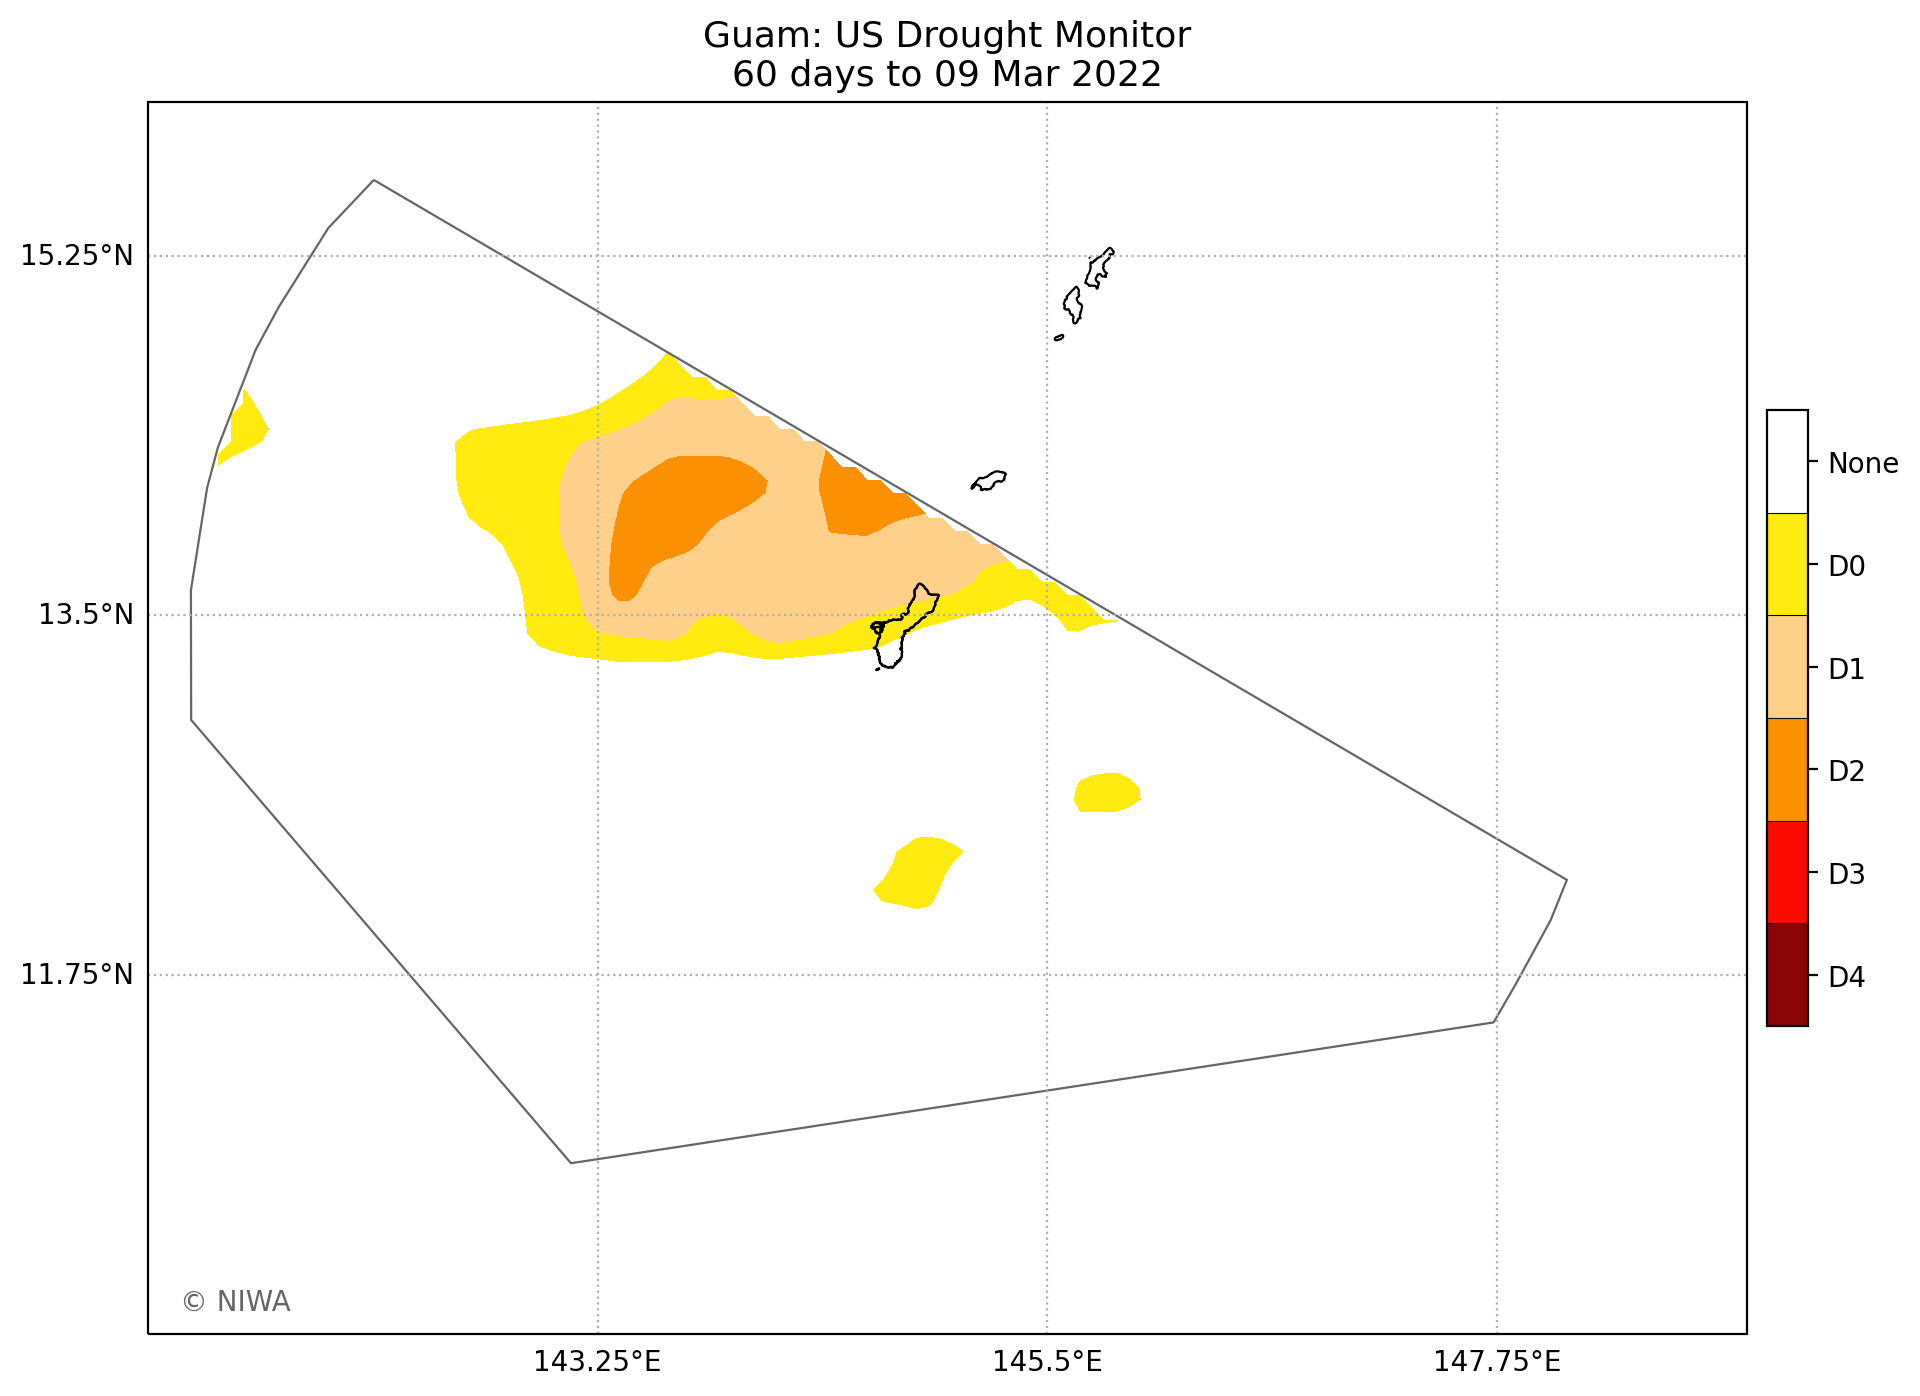 Guam: US Drought Monitor
60 days to 09 Mar 2022
15.25°N
13.5°N
11.75°N
143.25°E
145.5°E
147.75°E
None
D0
D1
D2
D3
D4
© NIWA